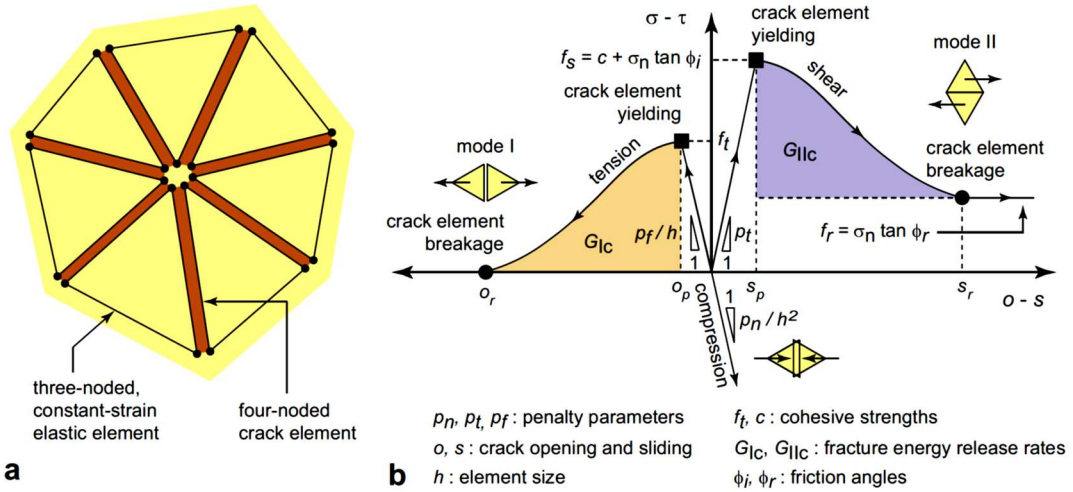 three-noded,
constant-strain
elastic element
four-noded
crack element
a
σ - τ
crack element
yielding
f_s = c + σ_n tan ϕ_i
mode II
shear
crack element
yielding
f_t
G_IIc
mode I
tension
crack element
breakage
crack element
breakage
G_Ic
p_f / h
1
p_t
1
f_r = σ_n tan ϕ_r
o_r
o_p
s_p
s_r
o - s
compression
1
p_n / h²
p_n, p_t, p_f : penalty parameters
o, s : crack opening and sliding
h : element size
f_t, c : cohesive strengths
G_Ic, G_IIc : fracture energy release rates
ϕ_i, ϕ_r : friction angles
b